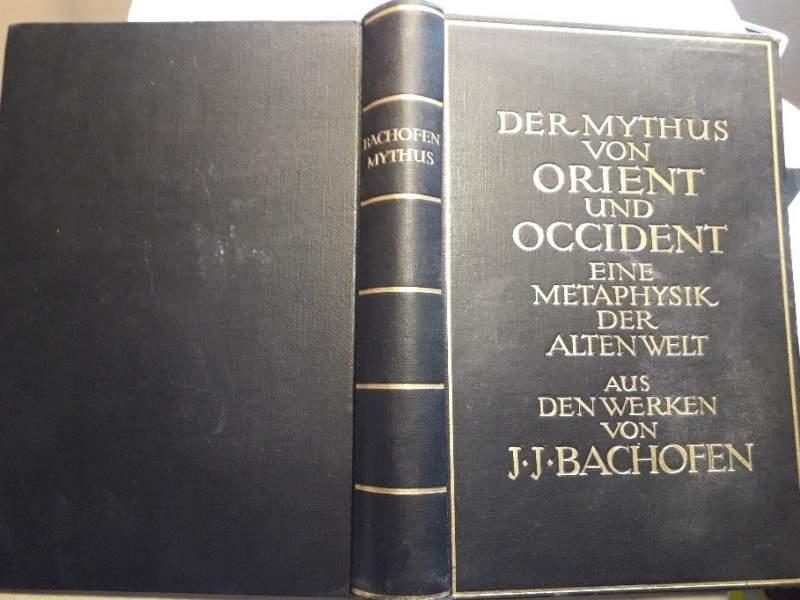 BACHOFEN
MYTHUS
DER MYTHUS
VON
ORIENT
UND
OCCIDENT
EINE
METAPHYSIK
DER
ALTEN WELT
AUS
DEN WERKEN
VON
J·J·BACHOFEN